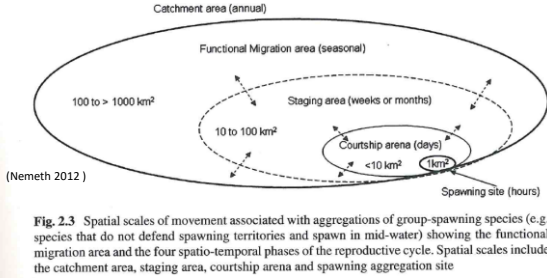 Catchment area (annual)
Functional Migration area (seasonal)
100 to > 1000 km²
Staging area (weeks or months)
10 to 100 km²
Courtship arena (days)
<10 km²
1km²
(Nemeth 2012 )
Spawning site (hours)
Fig. 2.3 Spatial scales of movement associated with aggregations of group-spawning species (e.g
species that do not defend spawning territories and spawn in mid-water) showing the functional
migration area and the four spatio-temporal phases of the reproductive cycle. Spatial scales include
the catchment area, staging area, courtship arena and spawning aggregation site